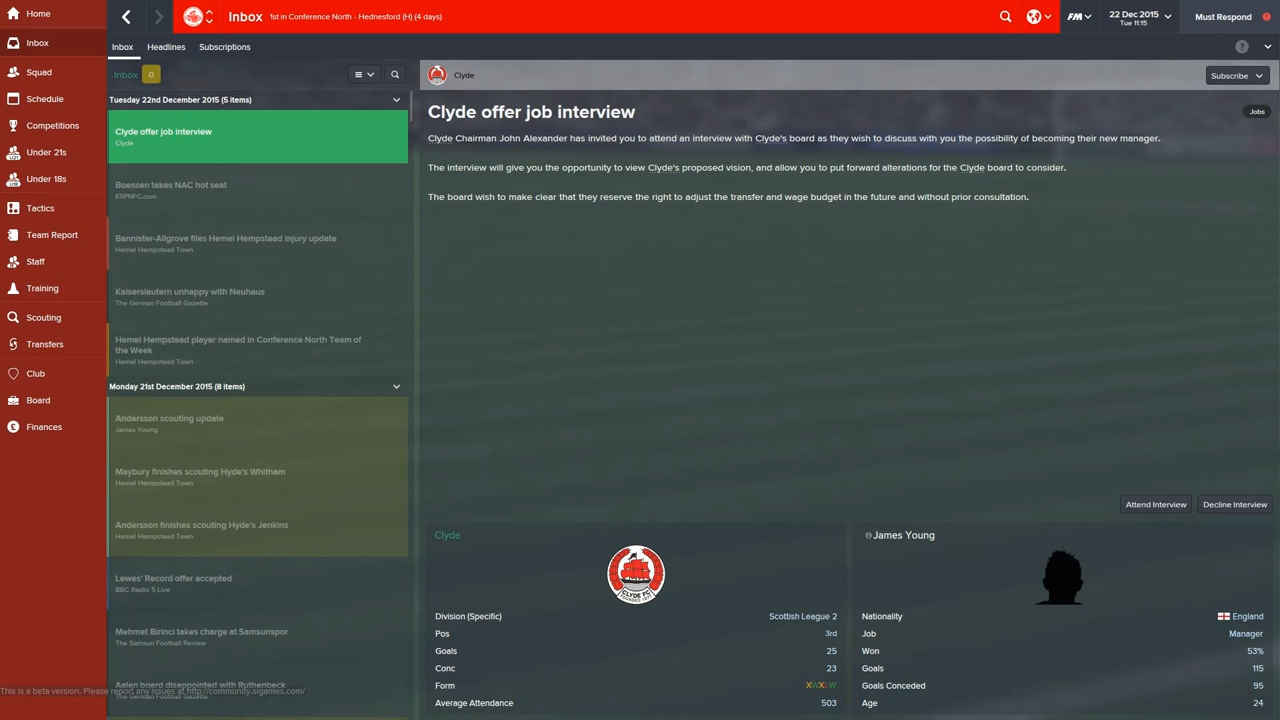 Home
Inbox
1st in Conference North - Hednesford (H) (4 days)
FM
22 Dec 2015
Tue 11:15
Must Respond
Inbox
Squad
Schedule
Competitions
Under 21s
Under 18s
Tactics
Team Report
Staff
Training
Scouting
Transfers
Club
Board
Finances
Inbox
Headlines
Subscriptions
Inbox
0
Tuesday 22nd December 2015 (5 items)
Clyde offer job interview
Clyde
Boessen takes NAC hot seat
ESPNFC.com
Bannister-Allgrove files Hemel Hempstead injury update
Hemel Hempstead Town
Kaiserslautern unhappy with Neuhaus
The German Football Gazette
Hemel Hempstead player named in Conference North Team of
the Week
Hemel Hempstead Town
Monday 21st December 2015 (8 items)
Andersson scouting update
James Young
Maybury finishes scouting Hyde's Whitham
Hemel Hempstead Town
Andersson finishes scouting Hyde's Jenkins
Hemel Hempstead Town
Lewes' Record offer accepted
BBC Radio 5 Live
Mehmet Birinci takes charge at Samsunspor
The Samsun Football Review
Aalen board disappointed with Ruthenbeck
The German Football Gazette
This is a beta version. Please report any issues at http://community.sigames.com/
Clyde
Subscribe
Clyde offer job interview
Jobs
Clyde Chairman John Alexander has invited you to attend an interview with Clyde's board as they wish to discuss with you the possibility of becoming their new manager.
The interview will give you the opportunity to view Clyde's proposed vision, and allow you to put forward alterations for the Clyde board to consider.
The board wish to make clear that they reserve the right to adjust the transfer and wage budget in the future and without prior consultation.
Attend Interview
Decline Interview
Clyde
CLYDE FC
Division (Specific) Scottish League 2
Pos 3rd
Goals 25
Conc 23
Form XWXLW
Average Attendance 503
James Young
Nationality England
Job Manager
Won 53%
Goals 115
Goals Conceded 95
Age 24